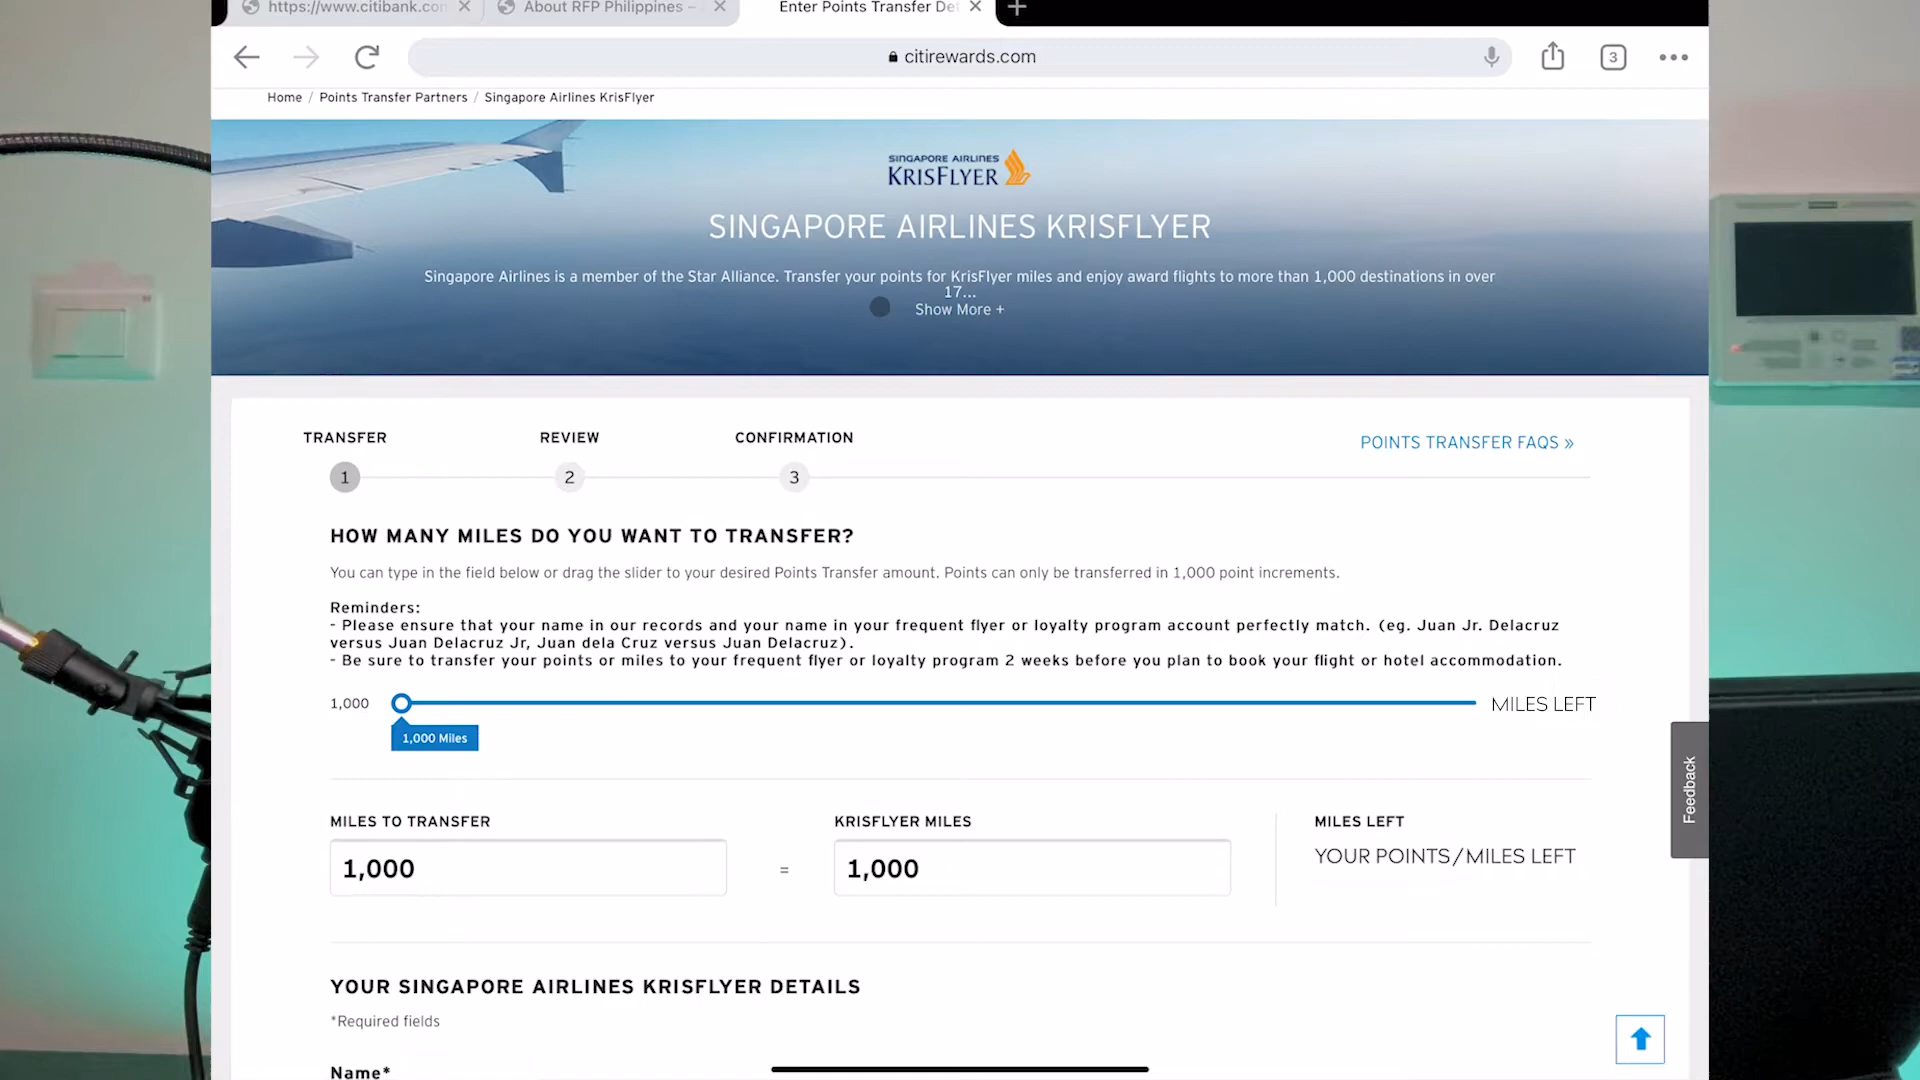 https://www.citibank.con
About RFP Philippines –
Enter Points Transfer Det
citirewards.com
3
Home / Points Transfer Partners / Singapore Airlines KrisFlyer
SINGAPORE AIRLINES
KRISFLYER
SINGAPORE AIRLINES KRISFLYER
Singapore Airlines is a member of the Star Alliance. Transfer your points for KrisFlyer miles and enjoy award flights to more than 1,000 destinations in over
17...
Show More +
TRANSFER
REVIEW
CONFIRMATION
POINTS TRANSFER FAQS »
1
2
3
HOW MANY MILES DO YOU WANT TO TRANSFER?
You can type in the field below or drag the slider to your desired Points Transfer amount. Points can only be transferred in 1,000 point increments.
Reminders:
- Please ensure that your name in our records and your name in your frequent flyer or loyalty program account perfectly match. (eg. Juan Jr. Delacruz
versus Juan Delacruz Jr, Juan dela Cruz versus Juan Delacruz).
- Be sure to transfer your points or miles to your frequent flyer or loyalty program 2 weeks before you plan to book your flight or hotel accommodation.
1,000
MILES LEFT
1,000 Miles
Feedback
MILES TO TRANSFER
KRISFLYER MILES
MILES LEFT
1,000
=
1,000
YOUR POINTS/MILES LEFT
YOUR SINGAPORE AIRLINES KRISFLYER DETAILS
*Required fields
Name*